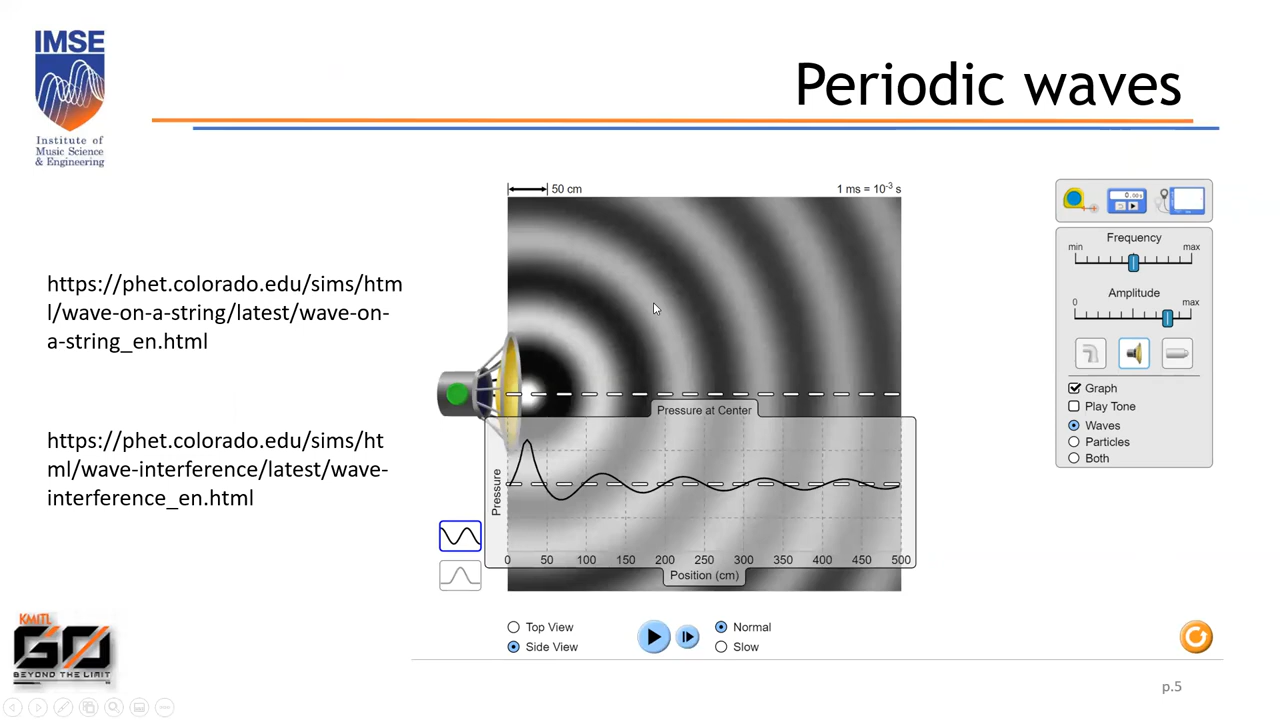 IMSE
Institute of
Music Science
& Engineering
Periodic waves
https://phet.colorado.edu/sims/htm
l/wave-on-a-string/latest/wave-on-
a-string_en.html
https://phet.colorado.edu/sims/ht
ml/wave-interference/latest/wave-
interference_en.html
50 cm
1 ms = 10⁻³ s
Pressure at Center
Pressure
0 50 100 150 200 250 300 350 400 450 500
Position (cm)
Top View
Side View
Normal
Slow
Frequency
min max
Amplitude
0 max
Graph
Play Tone
Waves
Particles
Both
KMITL
GO
BEYOND THE LIMIT
p.5